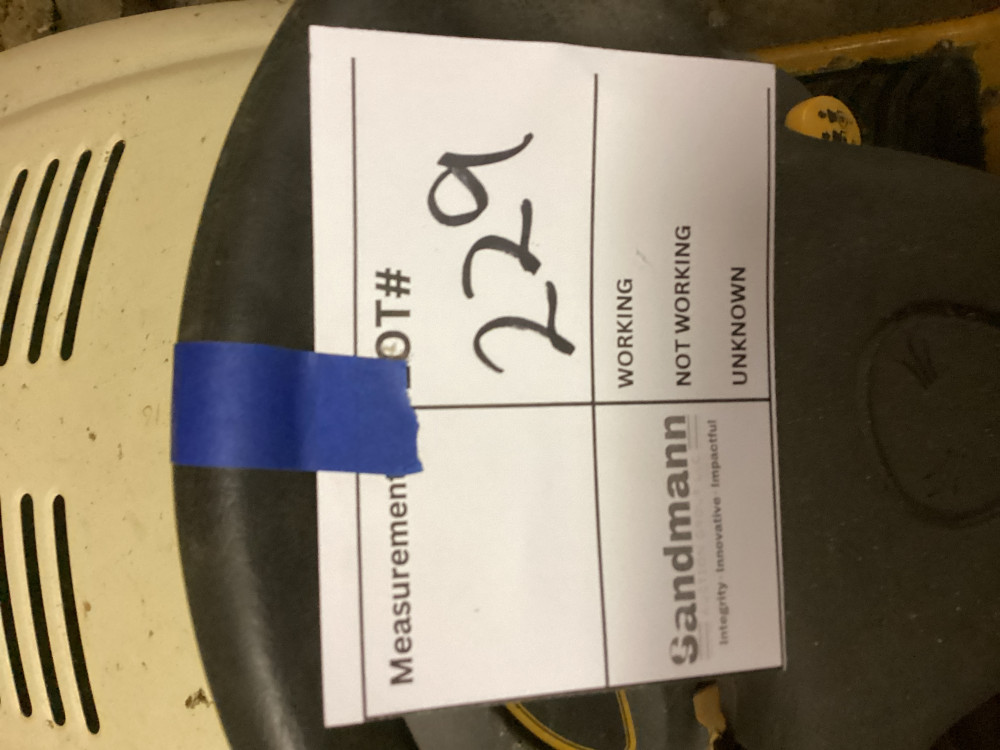 Measurement
LOT#
229
WORKING
NOT WORKING
UNKNOWN
Sandmann
Integrity Innovative Impactful